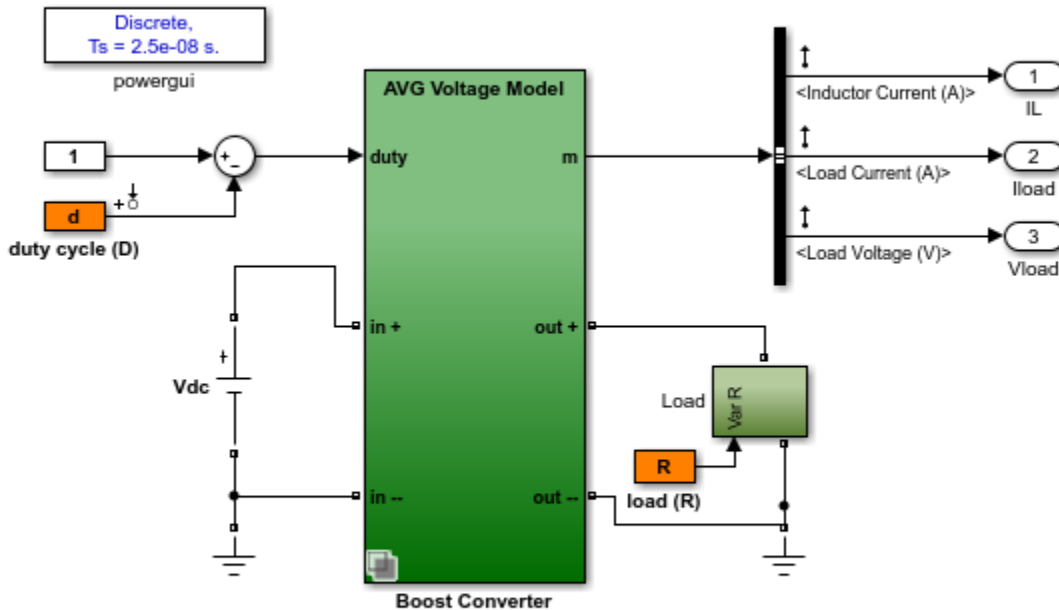 Discrete,
Ts = 2.5e-08 s.
powergui
AVG Voltage Model
1
duty
m
d
duty cycle (D)
<Inductor Current (A)>
1
IL
<Load Current (A)>
2
Iload
<Load Voltage (V)>
3
Vload
in +
out +
Vdc
Load
Var R
R
load (R)
in --
out --
Boost Converter